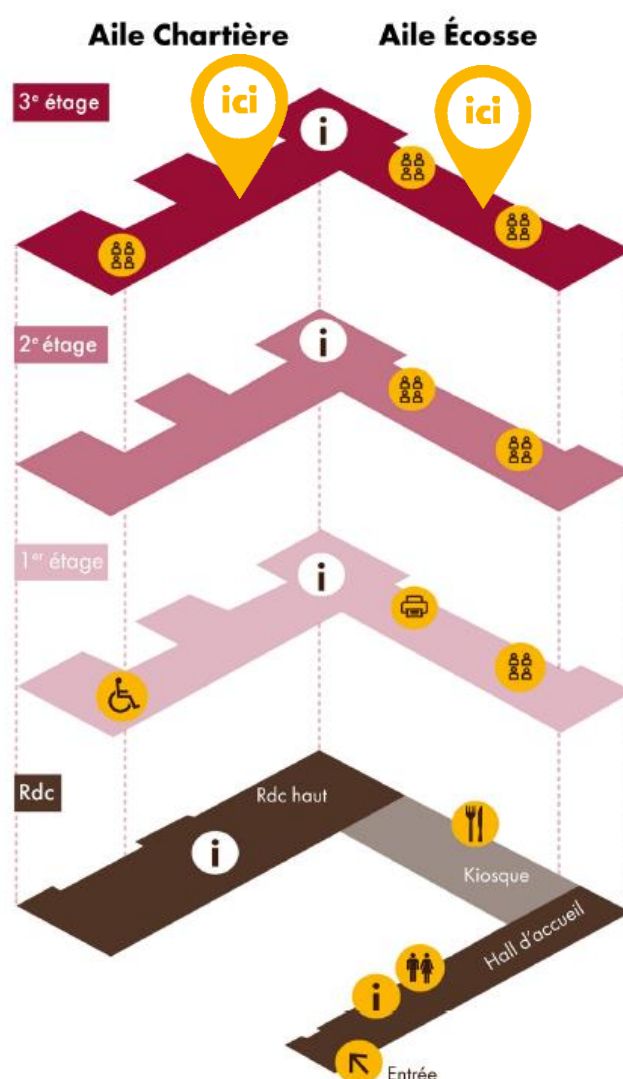 Aile Chartière
Aile Écosse
3e étage
ici
ici
i
2e étage
i
1er étage
i
Rdc
Rdc haut
i
Kiosque
Hall d'accueil
i
Entrée